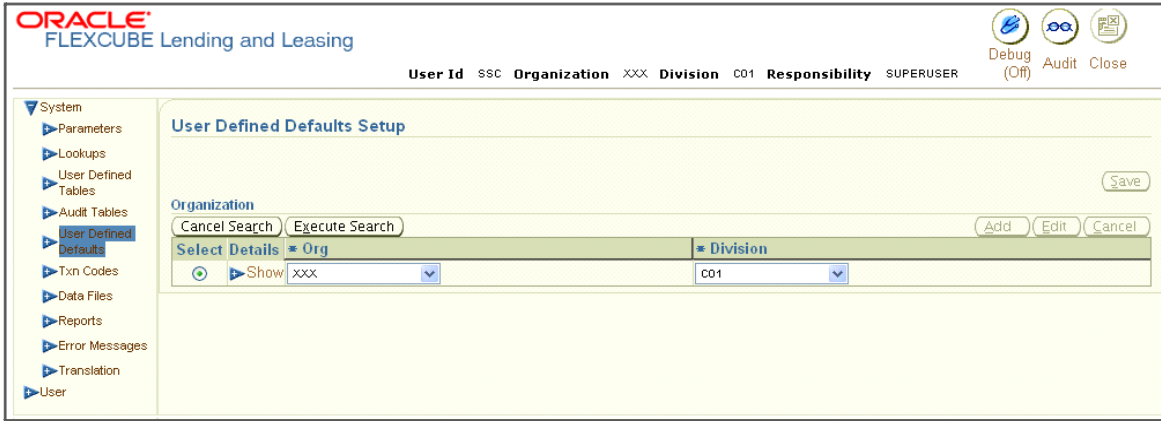 ORACLE®
FLEXCUBE Lending and Leasing
Debug (Off)
Audit
Close
User Id SSC Organization XXX Division C01 Responsibility SUPERUSER
System
Parameters
Lookups
User Defined
Tables
Audit Tables
User Defined
Defaults
Txn Codes
Data Files
Reports
Error Messages
Translation
User
User Defined Defaults Setup
Save
Organization
Cancel Search Execute Search Add Edit Cancel
Select Details * Org * Division
Show XXX C01